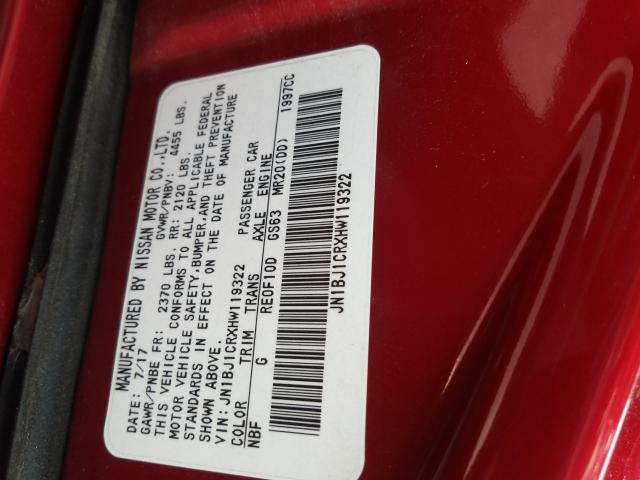 MANUFACTURED BY NISSAN MOTOR CO.,LTD.
DATE: 7/17 GVWR/PNBV: 4455 LBS.
GAWR/PNBE FR: 2370 LBS. RR: 2120 LBS.
THIS VEHICLE CONFORMS TO ALL APPLICABLE FEDERAL
MOTOR VEHICLE SAFETY,BUMPER,AND THEFT PREVENTION
STANDARDS IN EFFECT ON THE DATE OF MANUFACTURE
SHOWN ABOVE.
VIN:JN1BJ1CRXHW119322 PASSENGER CAR
COLOR TRIM TRANS AXLE ENGINE
NBF G RE0F10D GS63 MR20(DD) 1997CC
JN1BJ1CRXHW119322